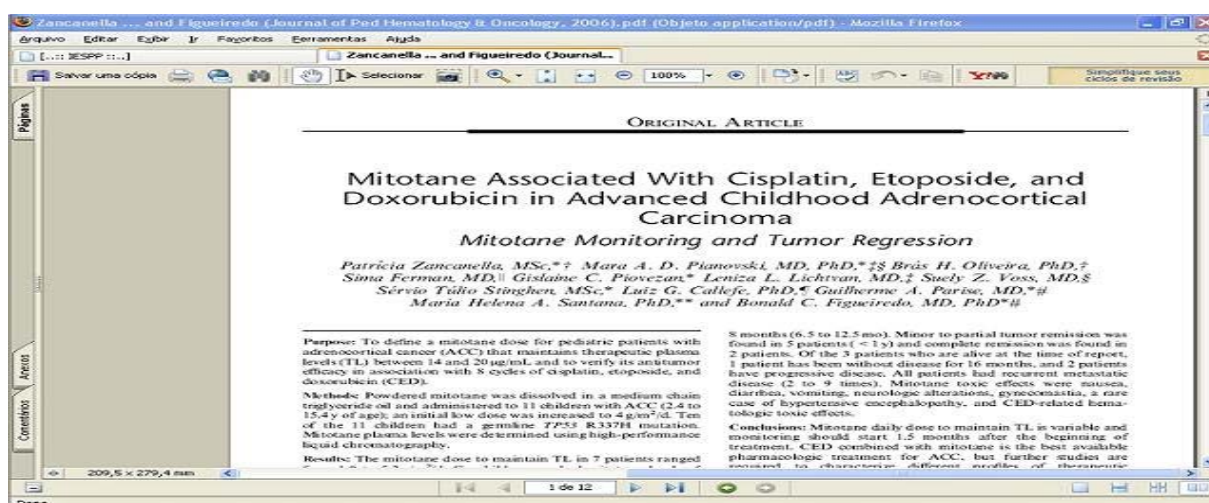 Zancanella ... and Figueiredo (Journal of Ped Hematology & Oncology, 2006).pdf (Objeto application/pdf) - Mozilla Firefox
Arquivo Editar Exibir Ir Favoritos Ferramentas Ajuda
[..:: IESPP ::..] Zancanella ... and Figueiredo (Journal...
Salvar uma cópia Selecionar 100% Simplifique seus
ciclos de revisão
Páginas
Anexos
Comentários
ORIGINAL ARTICLE
Mitotane Associated With Cisplatin, Etoposide, and
Doxorubicin in Advanced Childhood Adrenocortical
Carcinoma
Mitotane Monitoring and Tumor Regression
Patrícia Zancanella, MSc,*† Mara A. D. Pianovski, MD, PhD,*‡§ Brás H. Oliveira, PhD,†
Sima Ferman, MD,|| Gislaine C. Piovezan,* Leniza L. Lichtvan, MD,‡ Suely Z. Voss, MD,§
Sérvio Túlio Stinghen, MSc,* Luiz G. Callefe, PhD,¶ Guilherme A. Parise, MD,*#
Maria Helena A. Santana, PhD,** and Bonald C. Figueiredo, MD, PhD*#
Purpose: To define a mitotane dose for pediatric patients with
adrenocortical cancer (ACC) that maintains therapeutic plasma
levels (TL) between 14 and 20 µg/mL and to verify its antitumor
efficacy in association with 8 cycles of cisplatin, etoposide, and
doxorubicin (CED).
Methods: Powdered mitotane was dissolved in a medium chain
triglyceride oil and administered to 11 children with ACC (2.4 to
15.4 y of age); an initial low dose was increased to 4 g/m²/d. Ten
of the 11 children had a germline TP53 R337H mutation.
Mitotane plasma levels were determined using high-performance
liquid chromatography.
Results: The mitotane dose to maintain TL in 7 patients ranged
8 months (6.5 to 12.5 mo). Minor to partial tumor remission was
found in 5 patients (< 1 y) and complete remission was found in
2 patients. Of the 3 patients who are alive at the time of report,
1 patient has been without disease for 16 months, and 2 patients
have progressive disease. All patients had recurrent metastatic
disease (2 to 9 times). Mitotane toxic effects were nausea,
diarrhea, vomiting, neurologic alterations, gynecomastia, a rare
case of hypertensive encephalopathy, and CED-related hema-
tologic toxic effects.
Conclusions: Mitotane daily dose to maintain TL is variable and
monitoring should start 1.5 months after the beginning of
treatment. CED combined with mitotane is the best available
pharmacologic treatment for ACC, but further studies are
required to characterize different profiles of therapeutic
209,5 x 279,4 mm
1 de 12